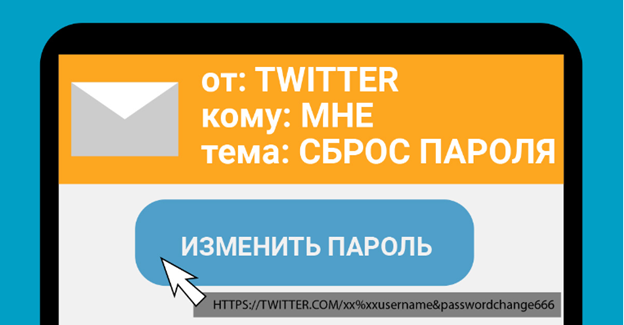 от: TWITTER
кому: МНЕ
тема: СБРОС ПАРОЛЯ
ИЗМЕНИТЬ ПАРОЛЬ
HTTPS://TWITTER.COM/xx%xxusername&passwordchange666